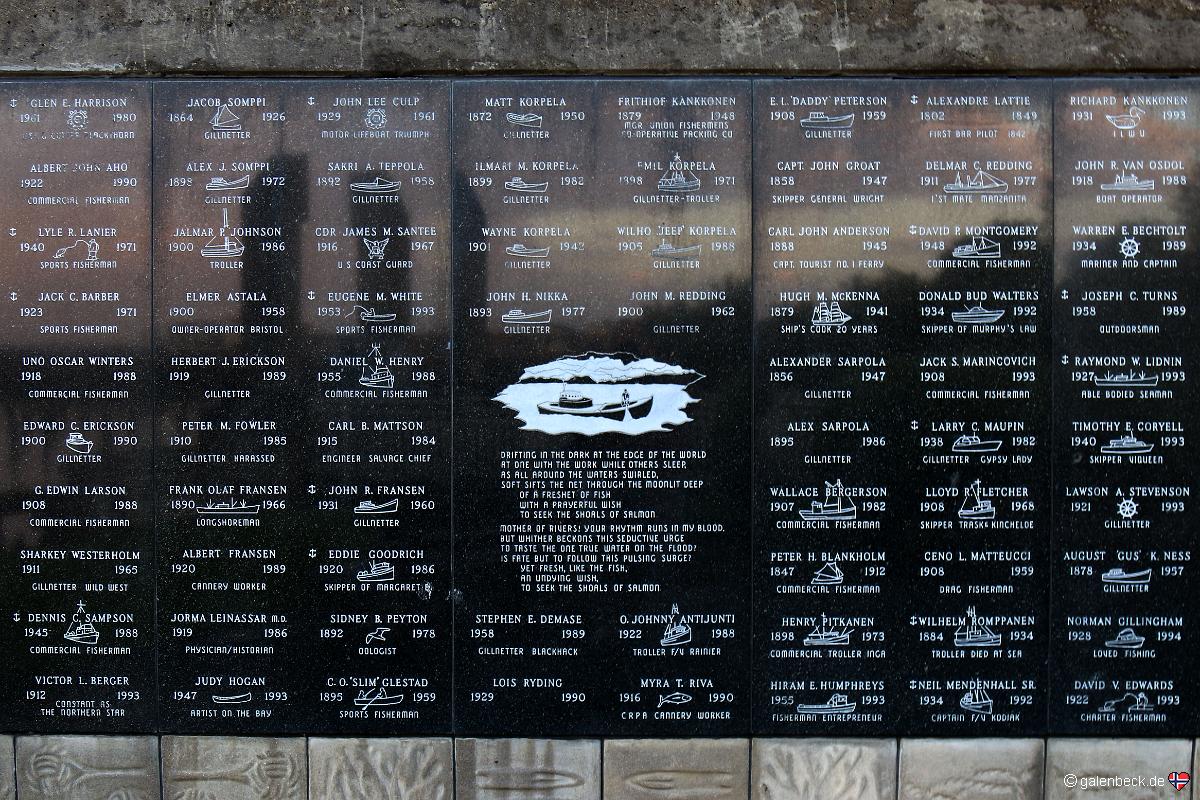 GLEN E. HARRISON
1961 1980
ALBERT JOHN AHO
1922 1990
COMMERCIAL FISHERMAN
LYLE R. LANIER
1940 1971
SPORTS FISHERMAN
JACK C. BARBER
1923 1971
SPORTS FISHERMAN
UNO OSCAR WINTERS
1918 1988
COMMERCIAL FISHERMAN
EDWARD C. ERICKSON
1900 1990
GILLNETTER
G. EDWIN LARSON
1908 1988
COMMERCIAL FISHERMAN
SHARKEY WESTERHOLM
1911 1965
GILLNETTER WILD WEST
DENNIS C. SAMPSON
1945 1988
COMMERCIAL FISHERMAN
VICTOR L. BERGER
1912 1993
CONSTANT AS
THE NORTHERN STAR
JACOB SOMPPI
1864 1926
GILLNETTER
ALEX J. SOMPPI
1898 1972
GILLNETTER
JALMAR P. JOHNSON
1900 1986
TROLLER
ELMER ASTALA
1900 1958
OWNER-OPERATOR BRISTOL
HERBERT J. ERICKSON
1919 1989
GILLNETTER
PETER M. FOWLER
1910 1985
GILLNETTER HARASSED
FRANK OLAF FRANSEN
1890 1966
LONGSHOREMAN
ALBERT FRANSEN
1920 1989
CANNERY WORKER
JORMA LEINASSAR M.D.
1919 1986
PHYSICIAN/HISTORIAN
JUDY HOGAN
1947 1993
ARTIST ON THE BAY
JOHN LEE CULP
1929 1961
MOTOR LIFEBOAT TRIUMPH
SAKRI A. TEPPOLA
1892 1958
GILLNETTER
CDR JAMES M. SANTEE
1916 1967
U S COAST GUARD
EUGENE M. WHITE
1953 1993
SPORTS FISHERMAN
DANIEL W. HENRY
1955 1988
COMMERCIAL FISHERMAN
CARL B. MATTSON
1915 1984
ENGINEER SALVAGE CHIEF
JOHN R. FRANSEN
1931 1960
GILLNETTER
EDDIE GOODRICH
1920 1986
SKIPPER OF MARGARET
SIDNEY B. PEYTON
1892 1978
OOLOGIST
C. O. "SLIM" GLESTAD
1895 1959
SPORTS FISHERMAN
MATT KORPELA
1872 1950
GILLNETTER
ILMARI M. KORPELA
1899 1982
GILLNETTER
WAYNE KORPELA
1901 1942
GILLNETTER
JOHN H. NIKKA
1893 1977
GILLNETTER
FRITHIOF KANKKONEN
1879 1948
MGR UNION FISHERMENS
CO-OPERATIVE PACKING CO
EMIL KORPELA
1898 1971
GILLNETTER-TROLLER
WILHO "JEEP" KORPELA
1905 1988
GILLNETTER
JOHN M. REDDING
1900 1962
GILLNETTER
DRIFTING IN THE DARK AT THE EDGE OF THE WORLD
AT ONE WITH THE WORK WHILE OTHERS SLEEP,
AS ALL AROUND THE WATERS SWIRLED,
SOFT SIFTS THE NET THROUGH THE MOONLIT DEEP
OF A FRESHET OF FISH
WITH A PRAYERFUL WISH
TO SEEK THE SHOALS OF SALMON.
MOTHER OF RIVERS! YOUR RHYTHM RUNS IN MY BLOOD.
BUT WHITHER BECKONS THIS SEDUCTIVE URGE
TO TASTE THE ONE TRUE WATER ON THE FLOOD?
IS FATE BUT TO FOLLOW THIS PULSING SURGE?
YET FRESH, LIKE THE FISH,
AN UNDYING WISH,
TO SEEK THE SHOALS OF SALMON.
STEPHEN E. DEMASE
1958 1989
GILLNETTER BLACKHACK
LOIS RYDING
1929 1990
O. JOHNNY ANTIJUNTI
1922 1988
TROLLER F/V RAINIER
MYRA T. RIVA
1916 1990
CRPA CANNERY WORKER
E.L. "DADDY" PETERSON
1908 1959
GILLNETTER
CAPT. JOHN GROAT
1858 1947
SKIPPER GENERAL WRIGHT
CARL JOHN ANDERSON
1888 1945
CAPT. TOURIST NO. 1 FERRY
HUGH M. McKENNA
1879 1941
SHIP'S COOK 20 YEARS
ALEXANDER SARPOLA
1856 1947
GILLNETTER
ALEX SARPOLA
1895 1986
GILLNETTER
WALLACE BERGERSON
1907 1982
COMMERCIAL FISHERMAN
PETER H. BLANKHOLM
1847 1912
COMMERCIAL FISHERMAN
HENRY PITKANEN
1898 1973
COMMERCIAL TROLLER INGA
HIRAM E. HUMPHREYS
1955 1993
FISHERMAN ENTREPRENEUR
ALEXANDRE LATTIE
1802 1849
FIRST BAR PILOT 1842
DELMAR C. REDDING
1911 1977
1'ST MATE MANZANITA
DAVID P. MONTGOMERY
1948 1992
COMMERCIAL FISHERMAN
DONALD BUD WALTERS
1934 1992
SKIPPER OF MURPHY'S LAW
JACK S. MARINCOVICH
1908 1993
COMMERCIAL FISHERMAN
LARRY C. MAUPIN
1938 1982
GILLNETTER GYPSY LADY
LLOYD R. FLETCHER
1908 1968
SKIPPER TRASK & KINCHELOE
CENO L. MATTEUCCI
1908 1959
DRAG FISHERMAN
WILHELM ROMPPANEN
1884 1934
TROLLER DIED AT SEA
NEIL MENDENHALL SR.
1934 1992
CAPTAIN F/V KODIAK
RICHARD KANKKONEN
1931 1993
I L W U
JOHN R. VAN OSDOL
1918 1988
BOAT OPERATOR
WARREN E. BECHTOLT
1934 1989
MARINER AND CAPTAIN
JOSEPH C. TURNS
1958 1989
OUTDOORSMAN
RAYMOND W. LIDNIN
1927 1993
ABLE BODIED SEAMAN
TIMOTHY E. CORYELL
1940 1993
SKIPPER VIQUEEN
LAWSON A. STEVENSON
1921 1993
GILLNETTER
AUGUST "GUS" K. NESS
1878 1957
GILLNETTER
NORMAN GILLINGHAM
1928 1994
LOVED FISHING
DAVID V. EDWARDS
1922 1993
CHARTER FISHERMAN
© galenbeck.de